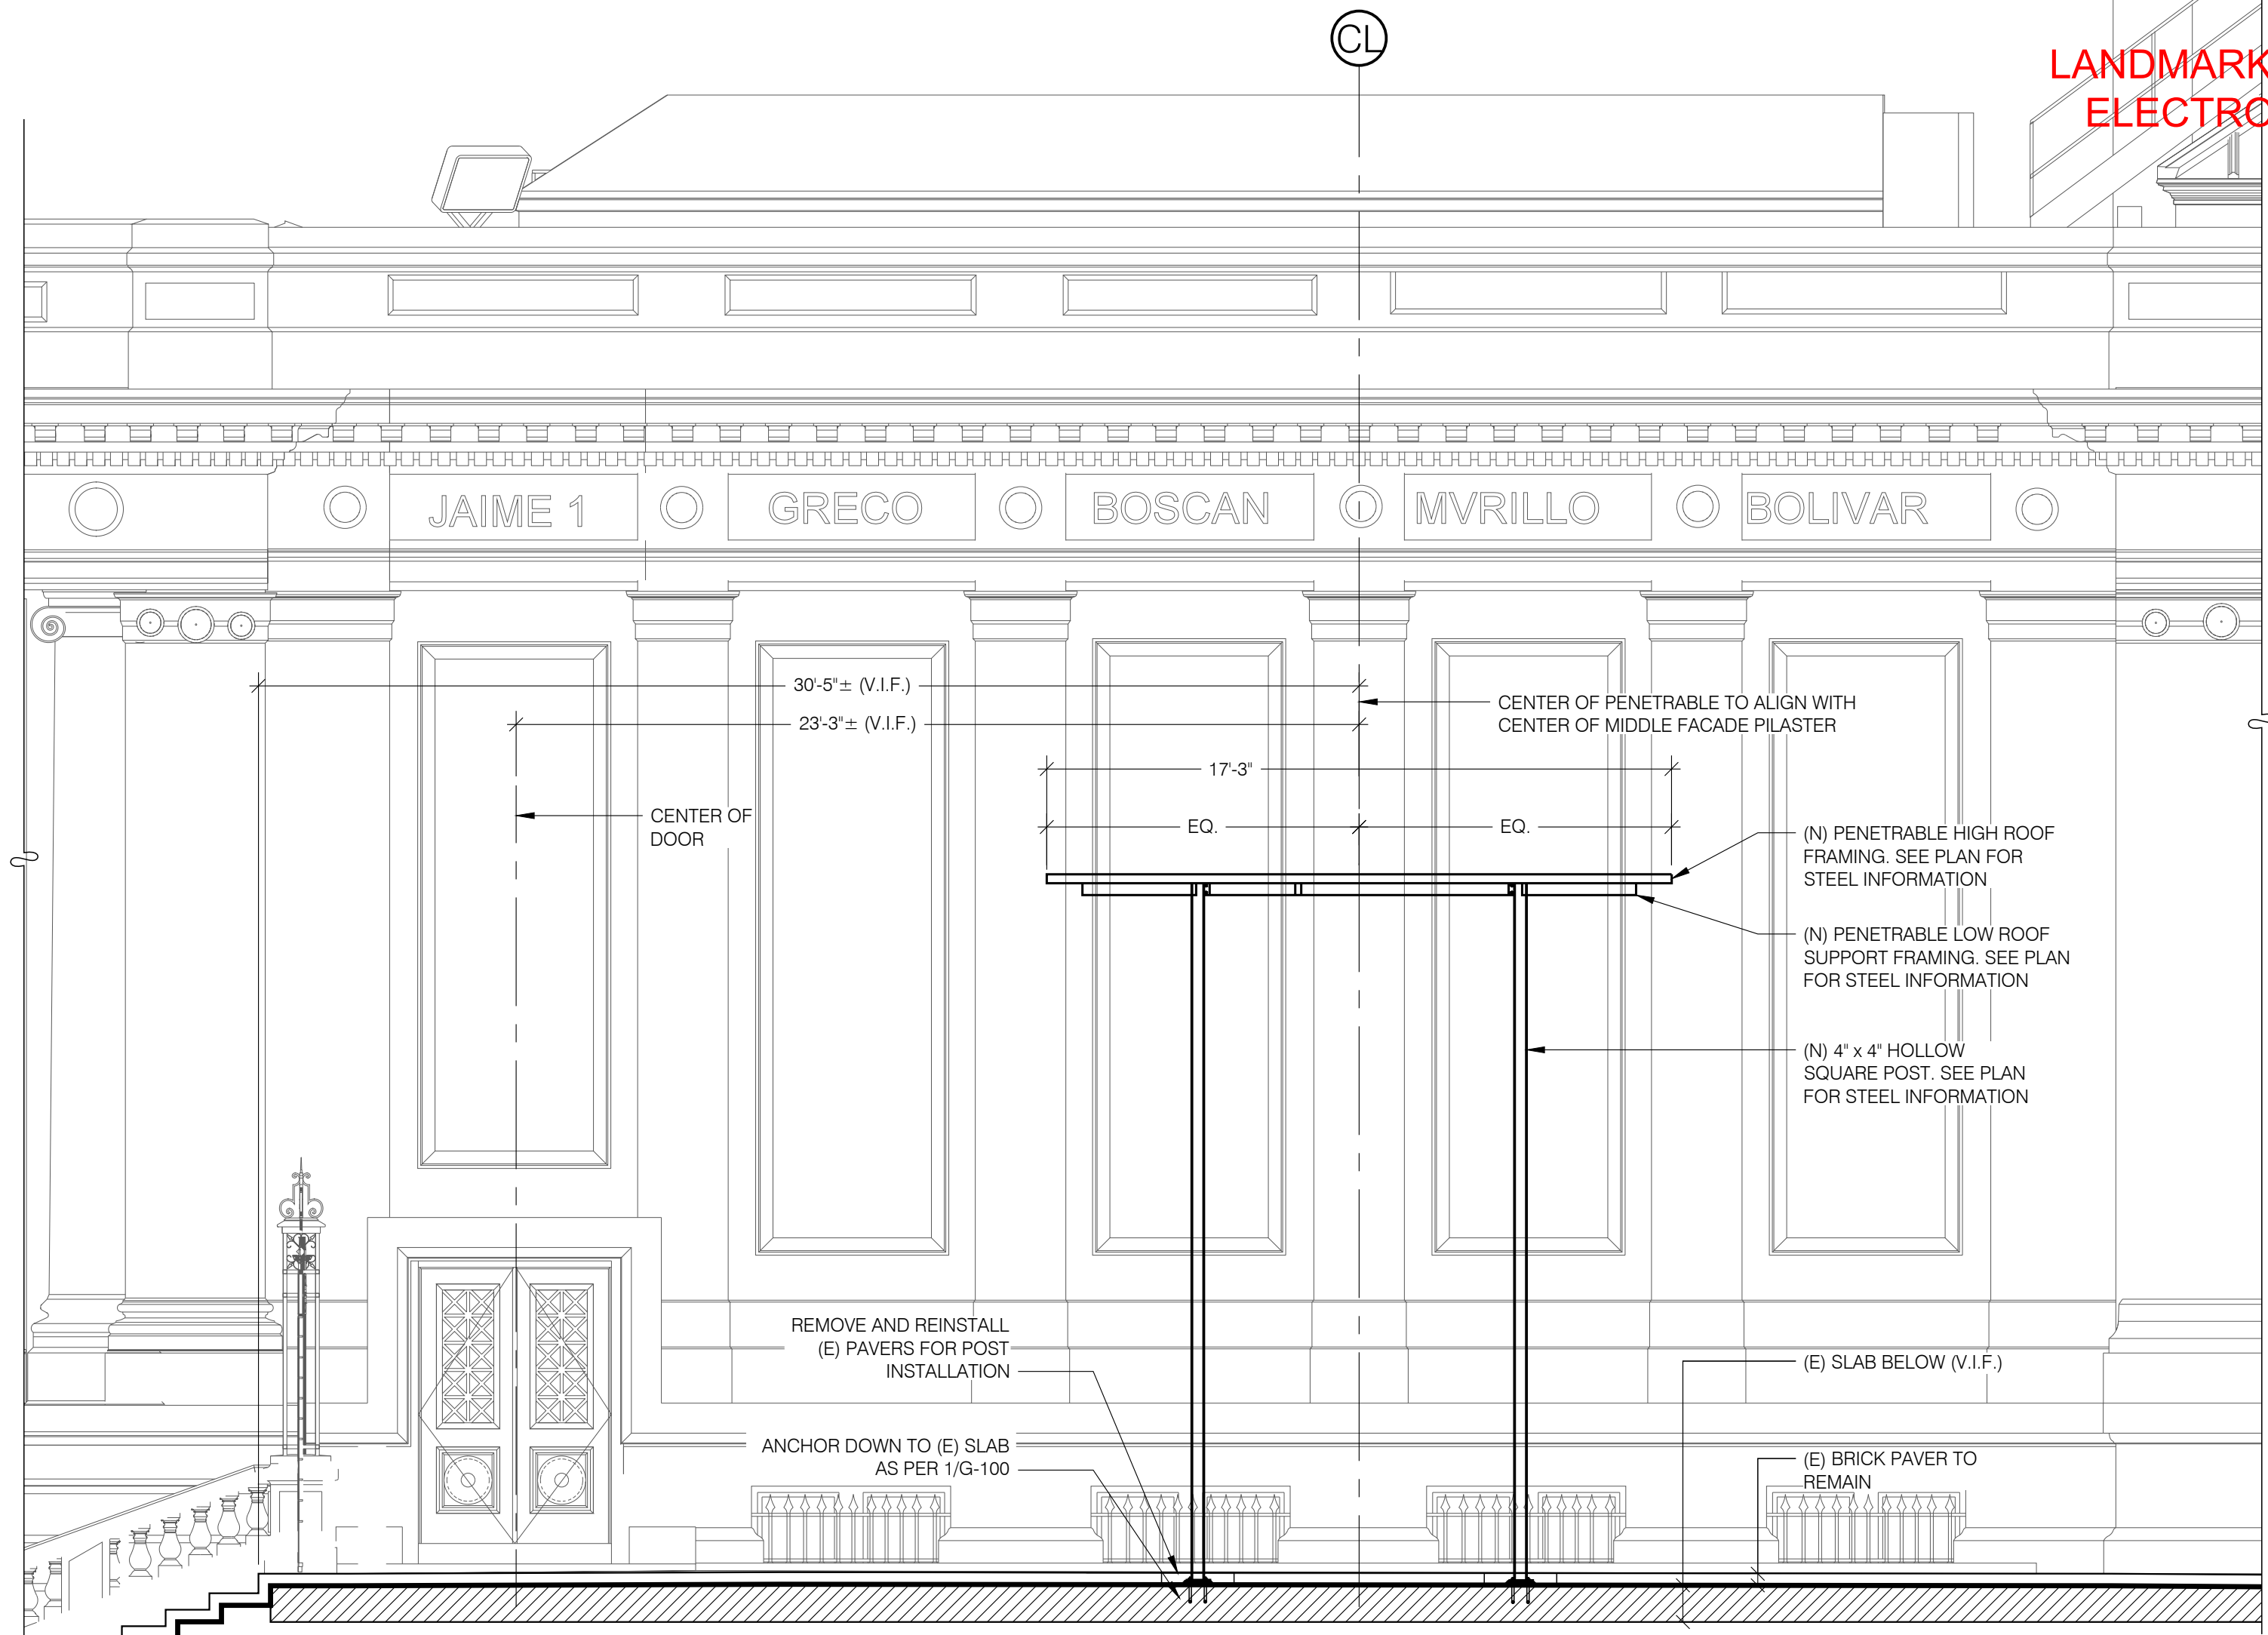 CL
LANDMARK
ELECTRO
JAIME 1
GRECO
BOSCAN
MVRILLO
BOLIVAR
30'-5"± (V.I.F.)
23'-3"± (V.I.F.)
CENTER OF PENETRABLE TO ALIGN WITH
CENTER OF MIDDLE FACADE PILASTER
17'-3"
CENTER OF
DOOR
EQ.
EQ.
(N) PENETRABLE HIGH ROOF
FRAMING. SEE PLAN FOR
STEEL INFORMATION
(N) PENETRABLE LOW ROOF
SUPPORT FRAMING. SEE PLAN
FOR STEEL INFORMATION
(N) 4" x 4" HOLLOW
SQUARE POST. SEE PLAN
FOR STEEL INFORMATION
REMOVE AND REINSTALL
(E) PAVERS FOR POST
INSTALLATION
(E) SLAB BELOW (V.I.F.)
ANCHOR DOWN TO (E) SLAB
AS PER 1/G-100
(E) BRICK PAVER TO
REMAIN